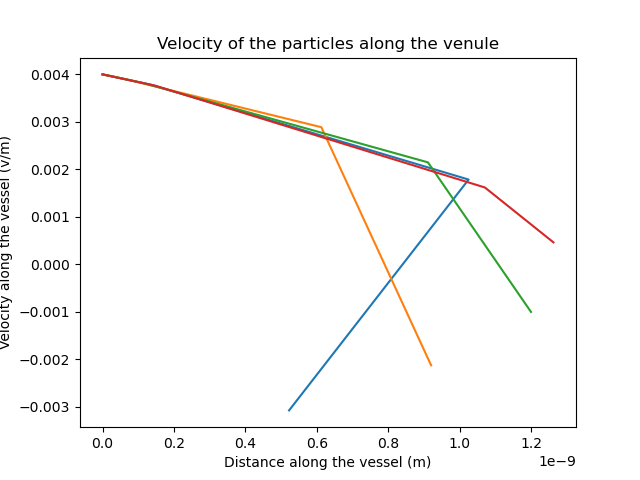 Velocity of the particles along the venule
0.004
0.003
0.002
0.001
0.000
−0.001
−0.002
−0.003
Velocity along the vessel (v/m)
0.0 0.2 0.4 0.6 0.8 1.0 1.2
1e−9
Distance along the vessel (m)